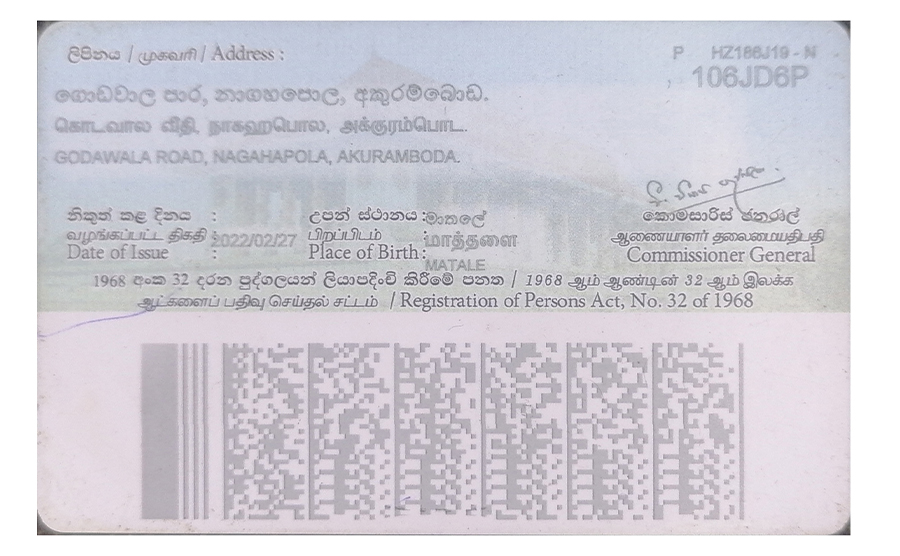 ලිපිනය / முகவரி / Address :
P HZ186J19 - N
106JD6P
ගොඩවාල පාර, නාගහපොල, අකුරම්බොඩ.
கொடவால வீதி, நாகஹபொல, அக்குரம்பொட.
GODAWALA ROAD, NAGAHAPOLA, AKURAMBODA.
නිකුත් කළ දිනය : උපන් ස්ථානය : මාතලේ කොමසාරිස් ජනරාල්
வழங்கப்பட்ட திகதி : 2022/02/27 பிறப்பிடம் : மாத்தளை ஆணையாளர் தலைமையதிபதி
Date of Issue : Place of Birth : MATALE Commissioner General
1968 අංක 32 දරන පුද්ගලයන් ලියාපදිංචි කිරීමේ පනත / 1968 ஆம் ஆண்டின் 32 ஆம் இலக்க
ஆட்களைப் பதிவு செய்தல் சட்டம் / Registration of Persons Act, No. 32 of 1968